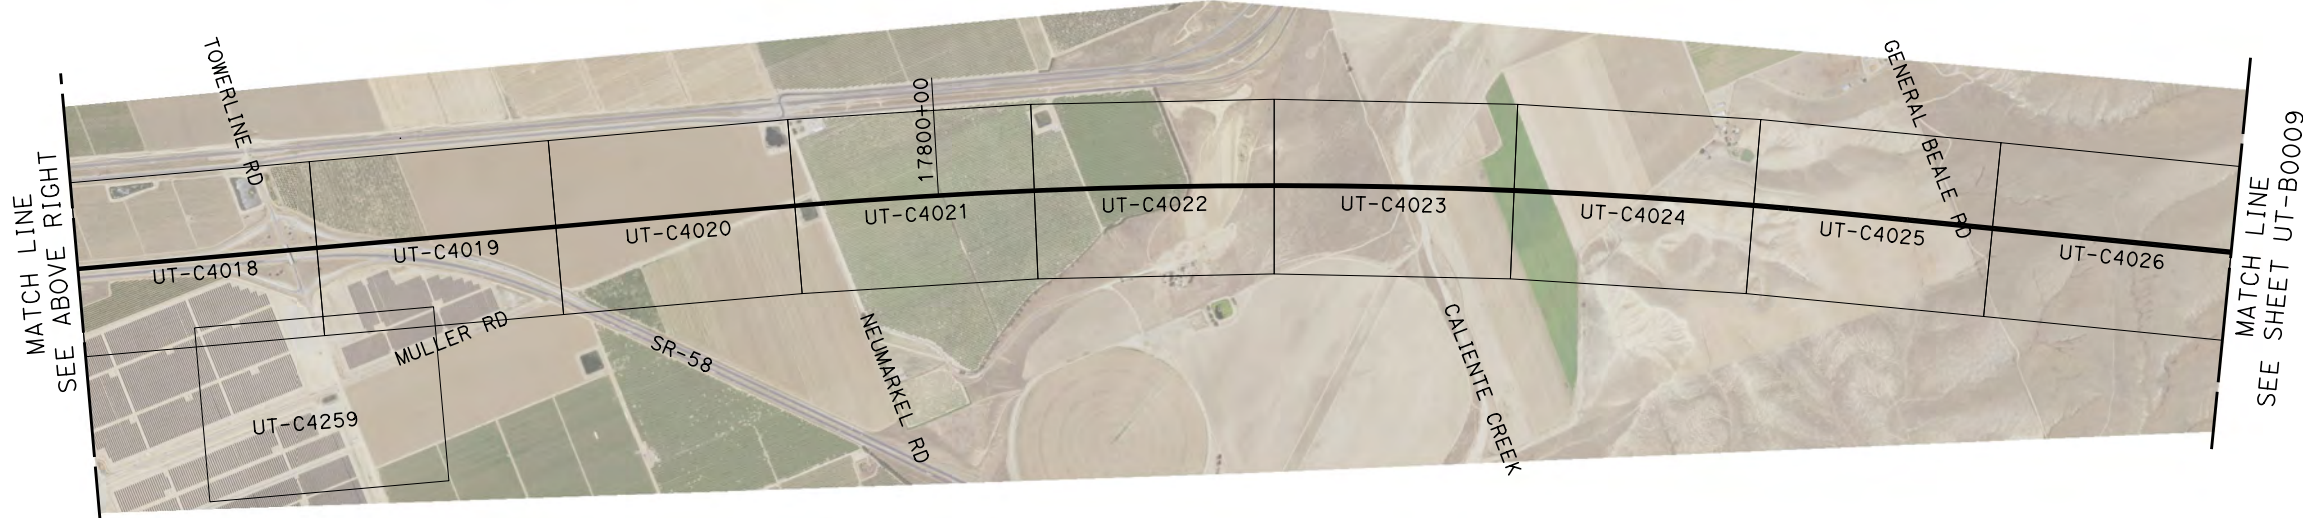 MATCH LINE
SEE ABOVE RIGHT
TOWERLINE RD
17800+00
GENERAL BEALE RD
UT-C4018
UT-C4019
UT-C4020
UT-C4021
UT-C4022
UT-C4023
UT-C4024
UT-C4025
UT-C4026
MULLER RD
SR-58
NEUMARKEL RD
CALIENTE CREEK
UT-C4259
MATCH LINE
SEE SHEET UT-B0009